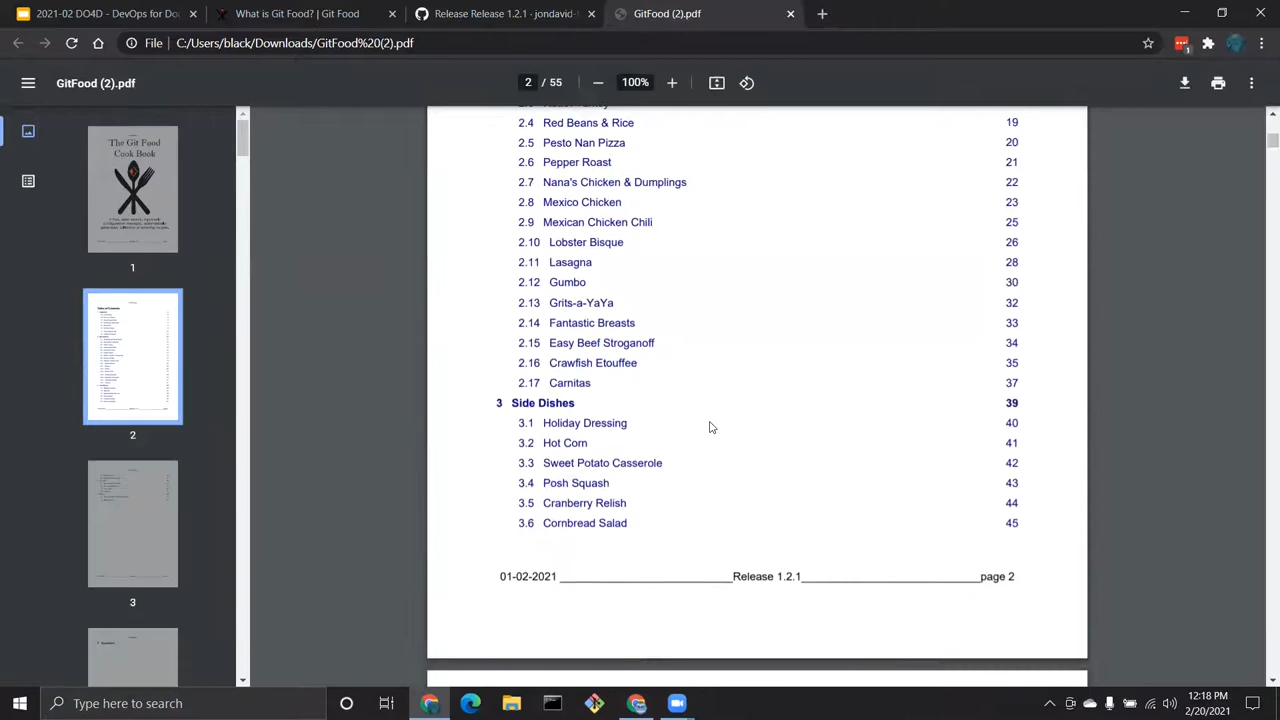 2021-02 DO4D - DevOps for DOD
What is Git Food? | Git Food
Release Release 1.2.1 · jondavid-
GitFood (2).pdf
File | C:/Users/black/Downloads/GitFood%20(2).pdf
GitFood (2).pdf
2 / 55
100%
The Git Food
Cook Book
1
2
3
2.4 Red Beans & Rice 19
2.5 Pesto Nan Pizza 20
2.6 Pepper Roast 21
2.7 Nana's Chicken & Dumplings 22
2.8 Mexico Chicken 23
2.9 Mexican Chicken Chili 25
2.10 Lobster Bisque 26
2.11 Lasagna 28
2.12 Gumbo 30
2.13 Grits-a-YaYa 32
2.14 Fantastic Breasts 33
2.15 Easy Beef Stroganoff 34
2.16 Crawfish Etouffee 35
2.17 Carnitas 37
3 Side Dishes 39
3.1 Holiday Dressing 40
3.2 Hot Corn 41
3.3 Sweet Potato Casserole 42
3.4 Posh Squash 43
3.5 Cranberry Relish 44
3.6 Cornbread Salad 45
01-02-2021 Release 1.2.1 page 2
Type here to search
12:18 PM
2/20/2021